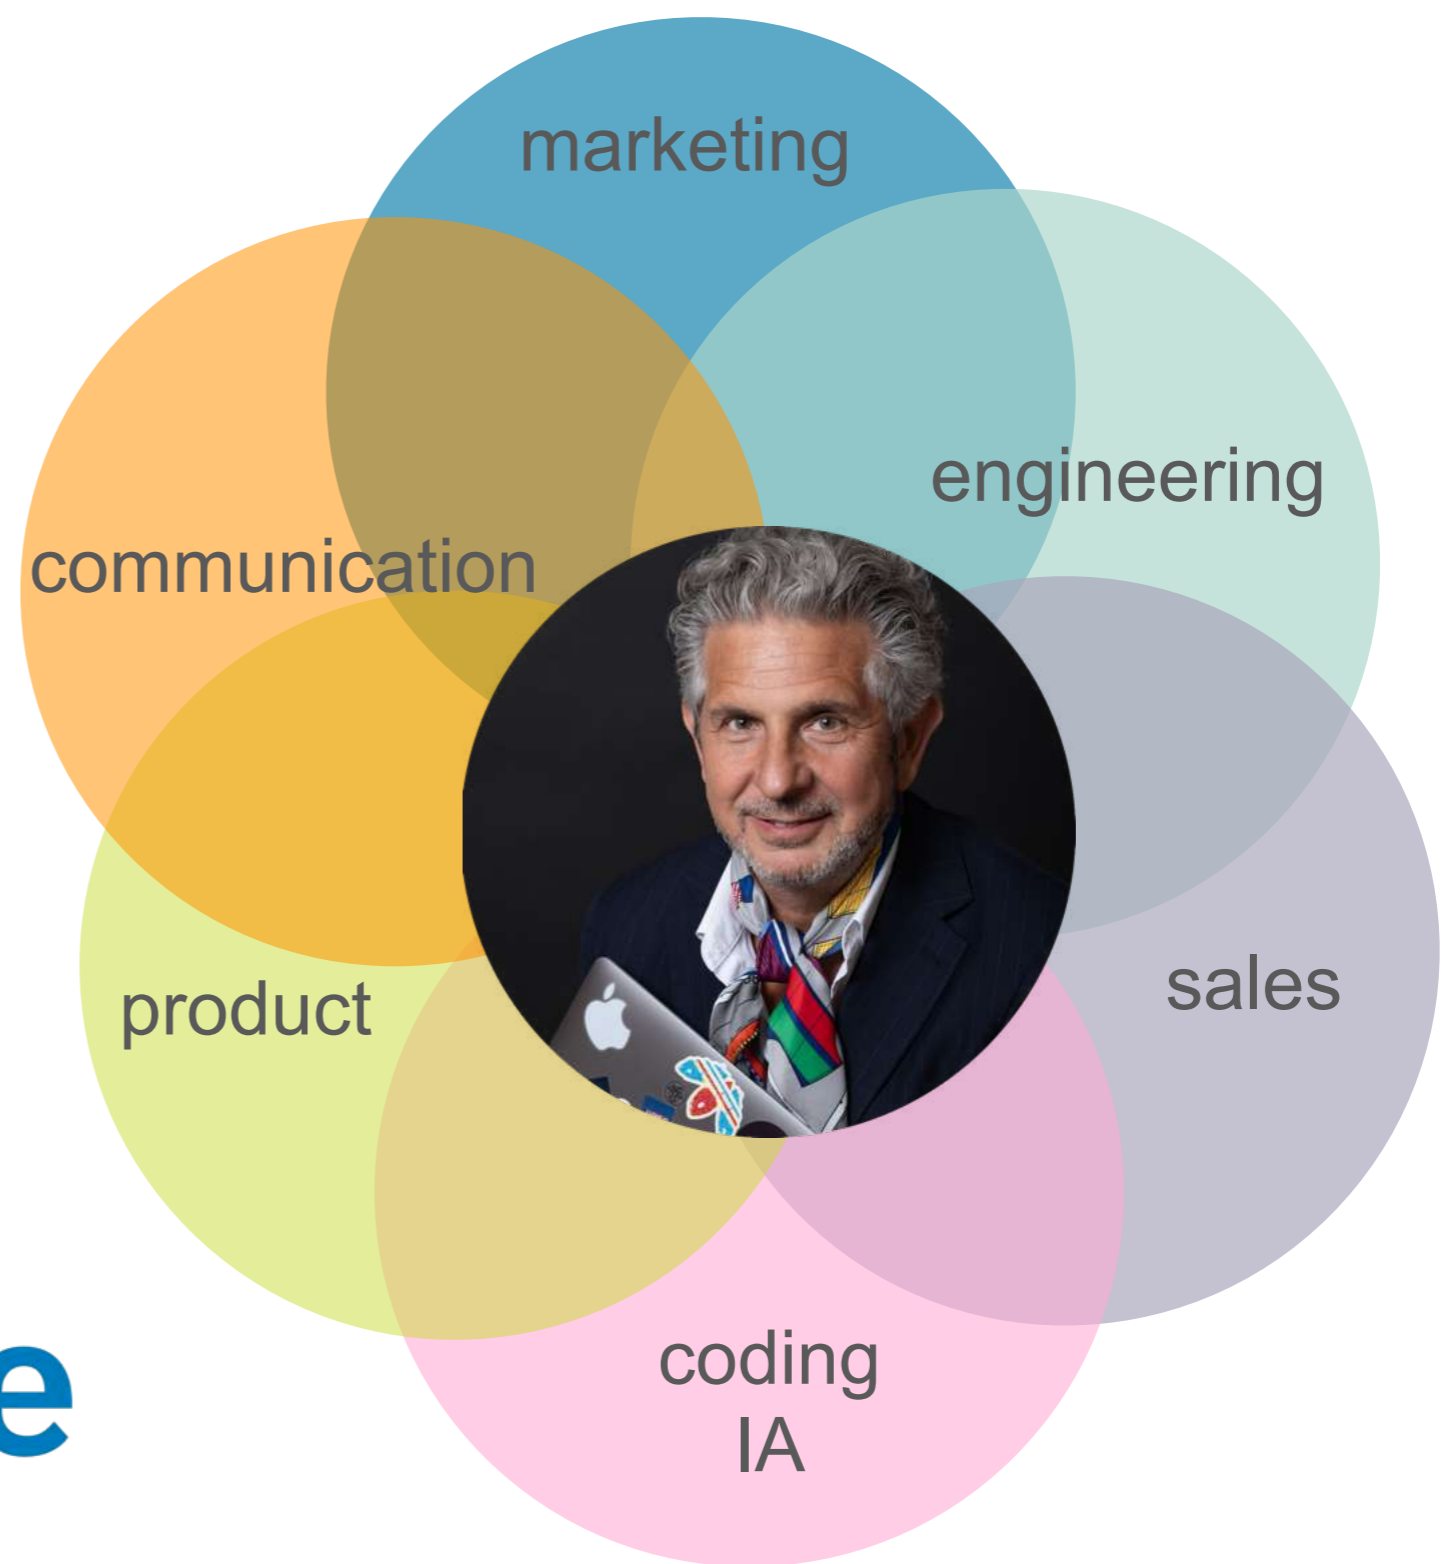 marketing
engineering
communication
sales
product
coding
IA
e